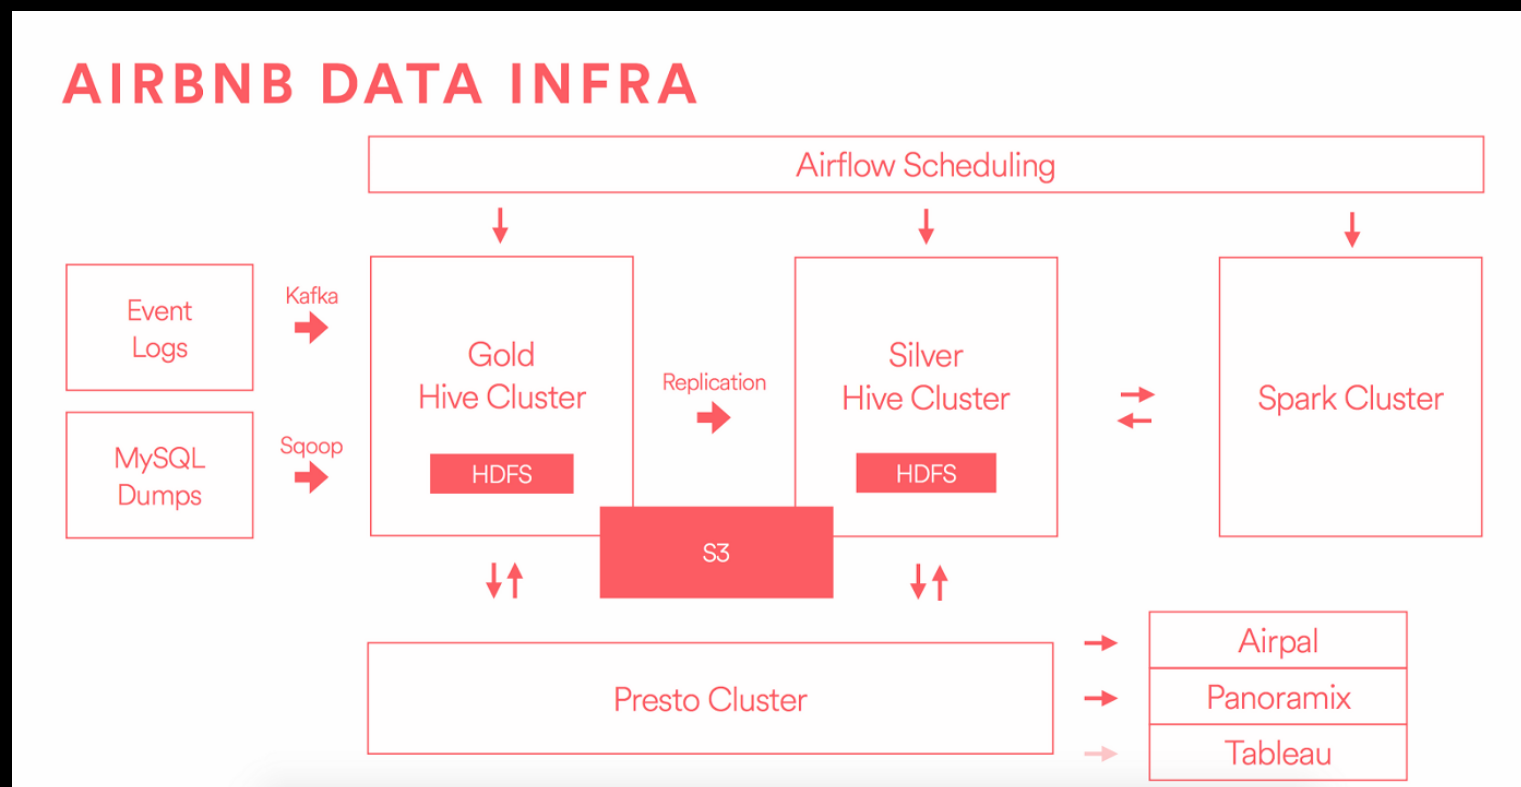 AIRBNB DATA INFRA
Airflow Scheduling
Event
Logs
Kafka
MySQL
Dumps
Sqoop
Gold
Hive Cluster
HDFS
Replication
Silver
Hive Cluster
HDFS
S3
Spark Cluster
Presto Cluster
Airpal
Panoramix
Tableau